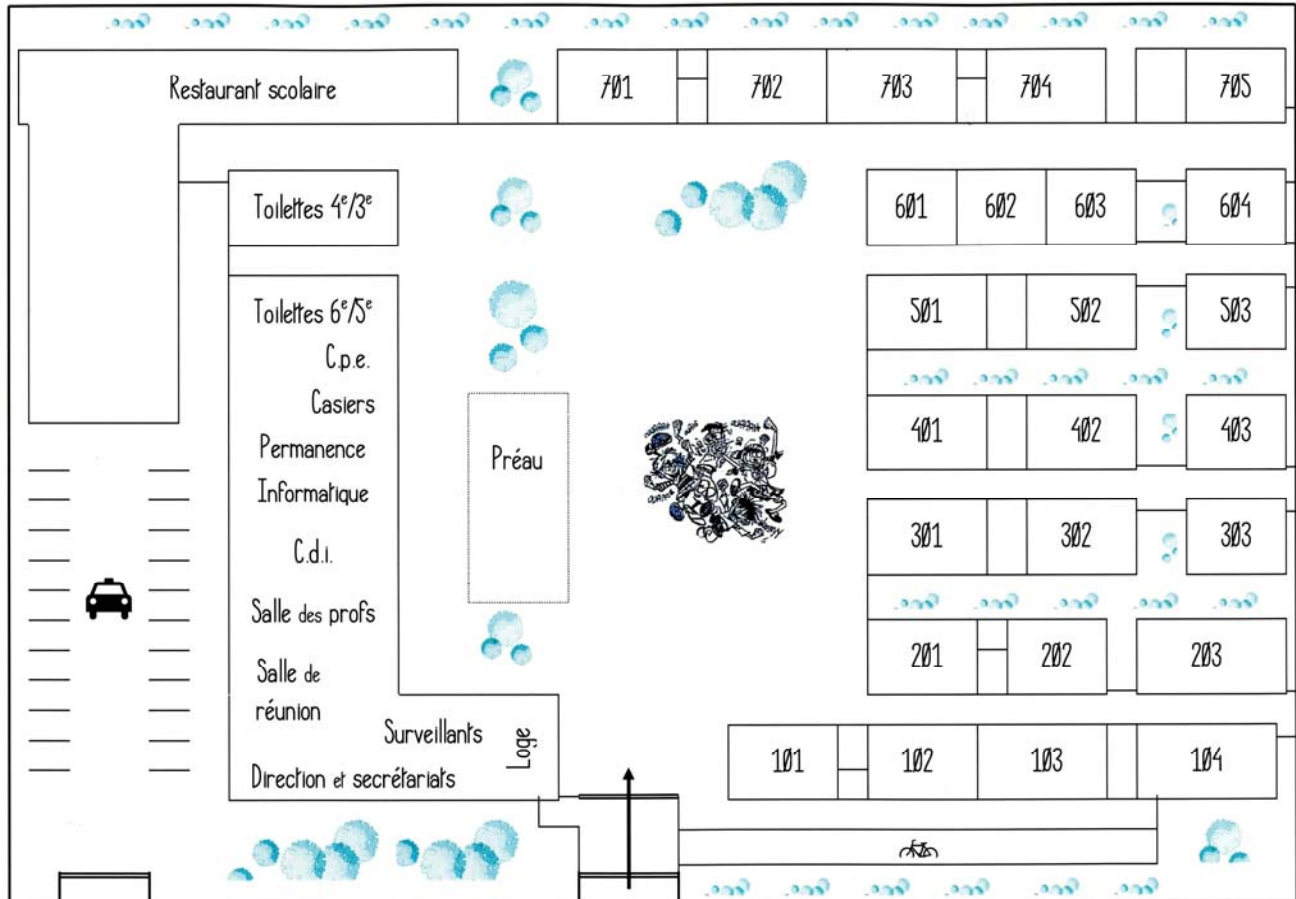 Restaurant scolaire
701 702 703 704 705
Toilettes 4e/3e
601 602 603 604
Toilettes 6e/5e
501 502 503
C.p.e.
Casiers
401 402 403
Permanence
Préau
Informatique
301 302 303
C.d.i.
Salle des profs
201 202 203
Salle de
réunion
Surveillants
Loge
101 102 103 104
Direction et secrétariats